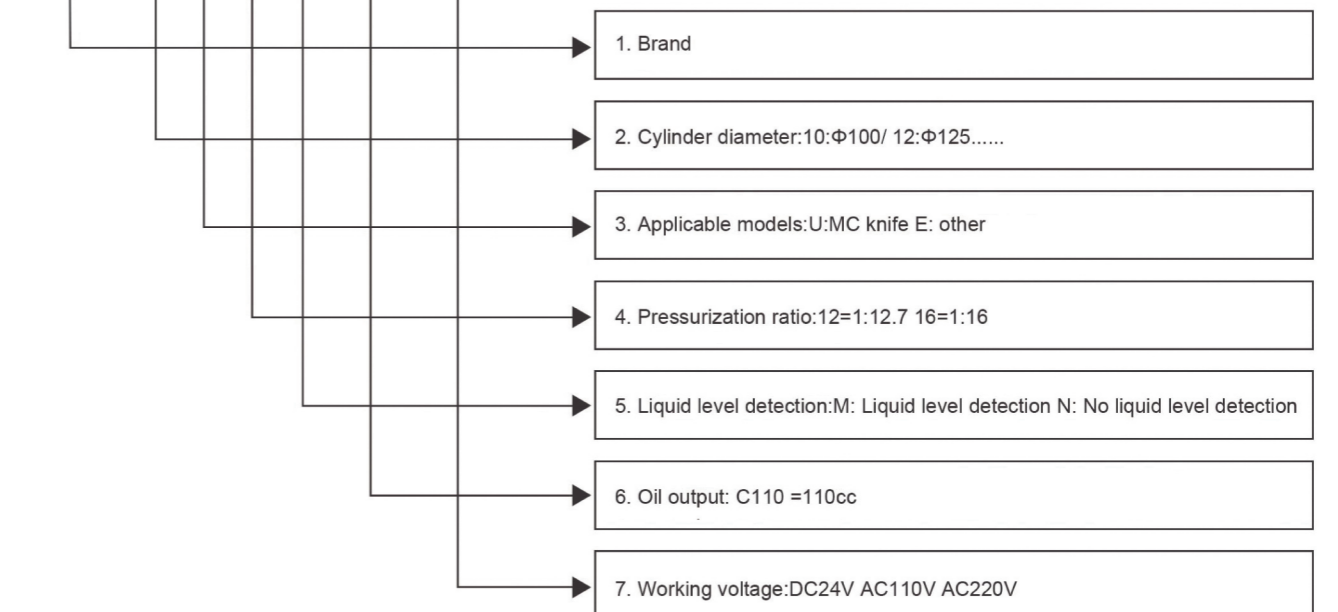 1. Brand
2. Cylinder diameter:10:Φ100/ 12:Φ125......
3. Applicable models:U:MC knife E: other
4. Pressurization ratio:12=1:12.7 16=1:16
5. Liquid level detection:M: Liquid level detection N: No liquid level detection
6. Oil output: C110 =110cc
7. Working voltage:DC24V AC110V AC220V